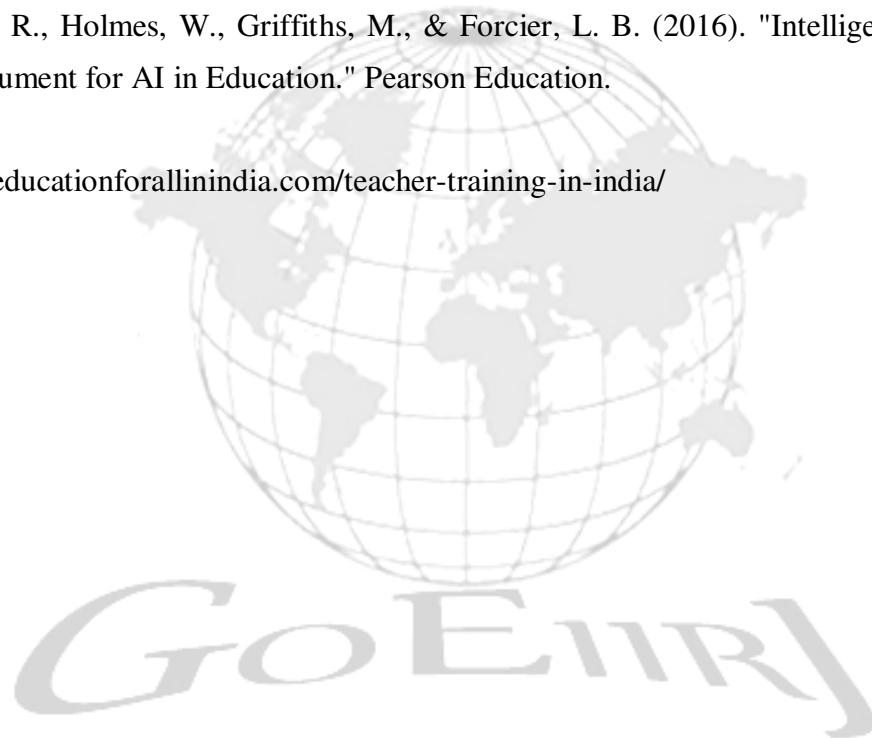 R., Holmes, W., Griffiths, M., & Forcier, L. B. (2016). "Intellige
ument for AI in Education." Pearson Education.
educationforallinindia.com/teacher-training-in-india/
GOEIIRJ